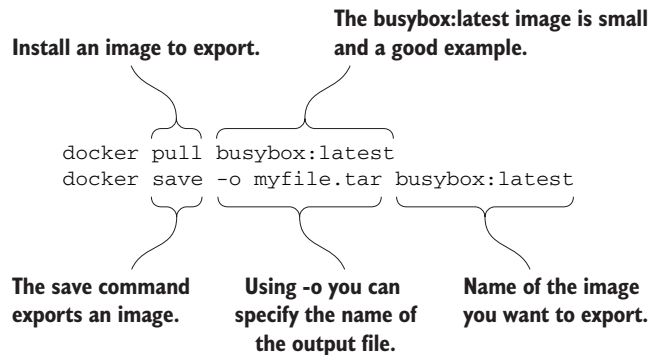 The busybox:latest image is small
and a good example.
Install an image to export.
docker pull busybox:latest
docker save -o myfile.tar busybox:latest
The save command
exports an image.
Using -o you can
specify the name of
the output file.
Name of the image
you want to export.